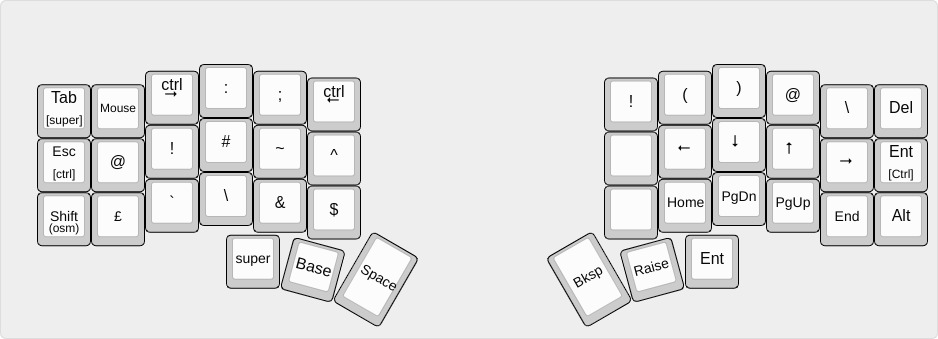 Tab
[super]
Mouse
ctrl
→
:
;
ctrl
←
!
(
)
@
\
Del
Esc
[ctrl]
@
!
#
~
^
←
↓
↑
→
Ent
[Ctrl]
Shift
(osm)
£
`
\
&
$
Home
PgDn
PgUp
End
Alt
super
Base
Space
Bksp
Raise
Ent